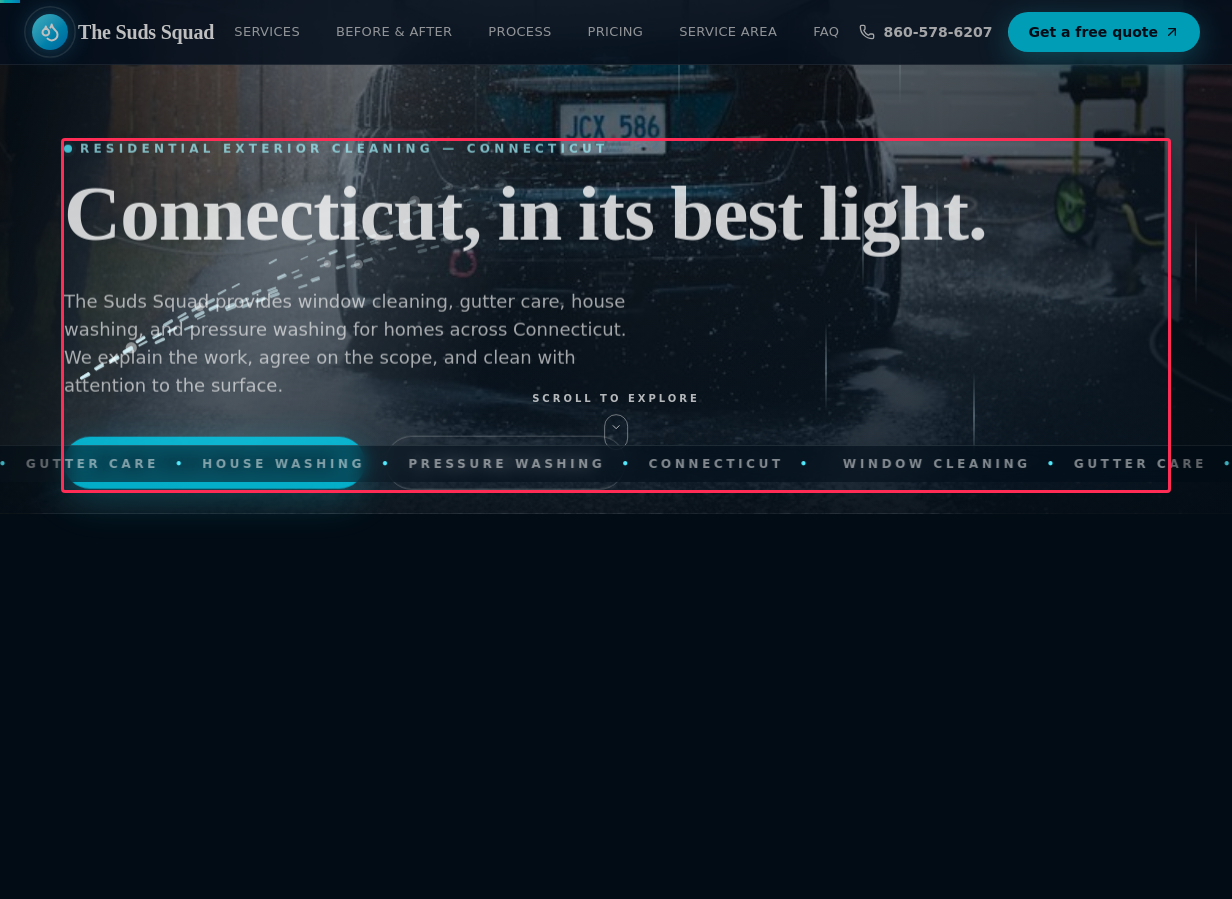 The Suds Squad
SERVICES
BEFORE & AFTER
PROCESS
PRICING
SERVICE AREA
FAQ
860-578-6207
Get a free quote
JCX 586
RESIDENTIAL EXTERIOR CLEANING — CONNECTICUT
Connecticut, in its best light.
The Suds Squad provides window cleaning, gutter care, house
washing, and pressure washing for homes across Connecticut.
We explain the work, agree on the scope, and clean with
attention to the surface.
SCROLL TO EXPLORE
• GUTTER CARE • HOUSE WASHING • PRESSURE WASHING • CONNECTICUT • WINDOW CLEANING • GUTTER CARE •